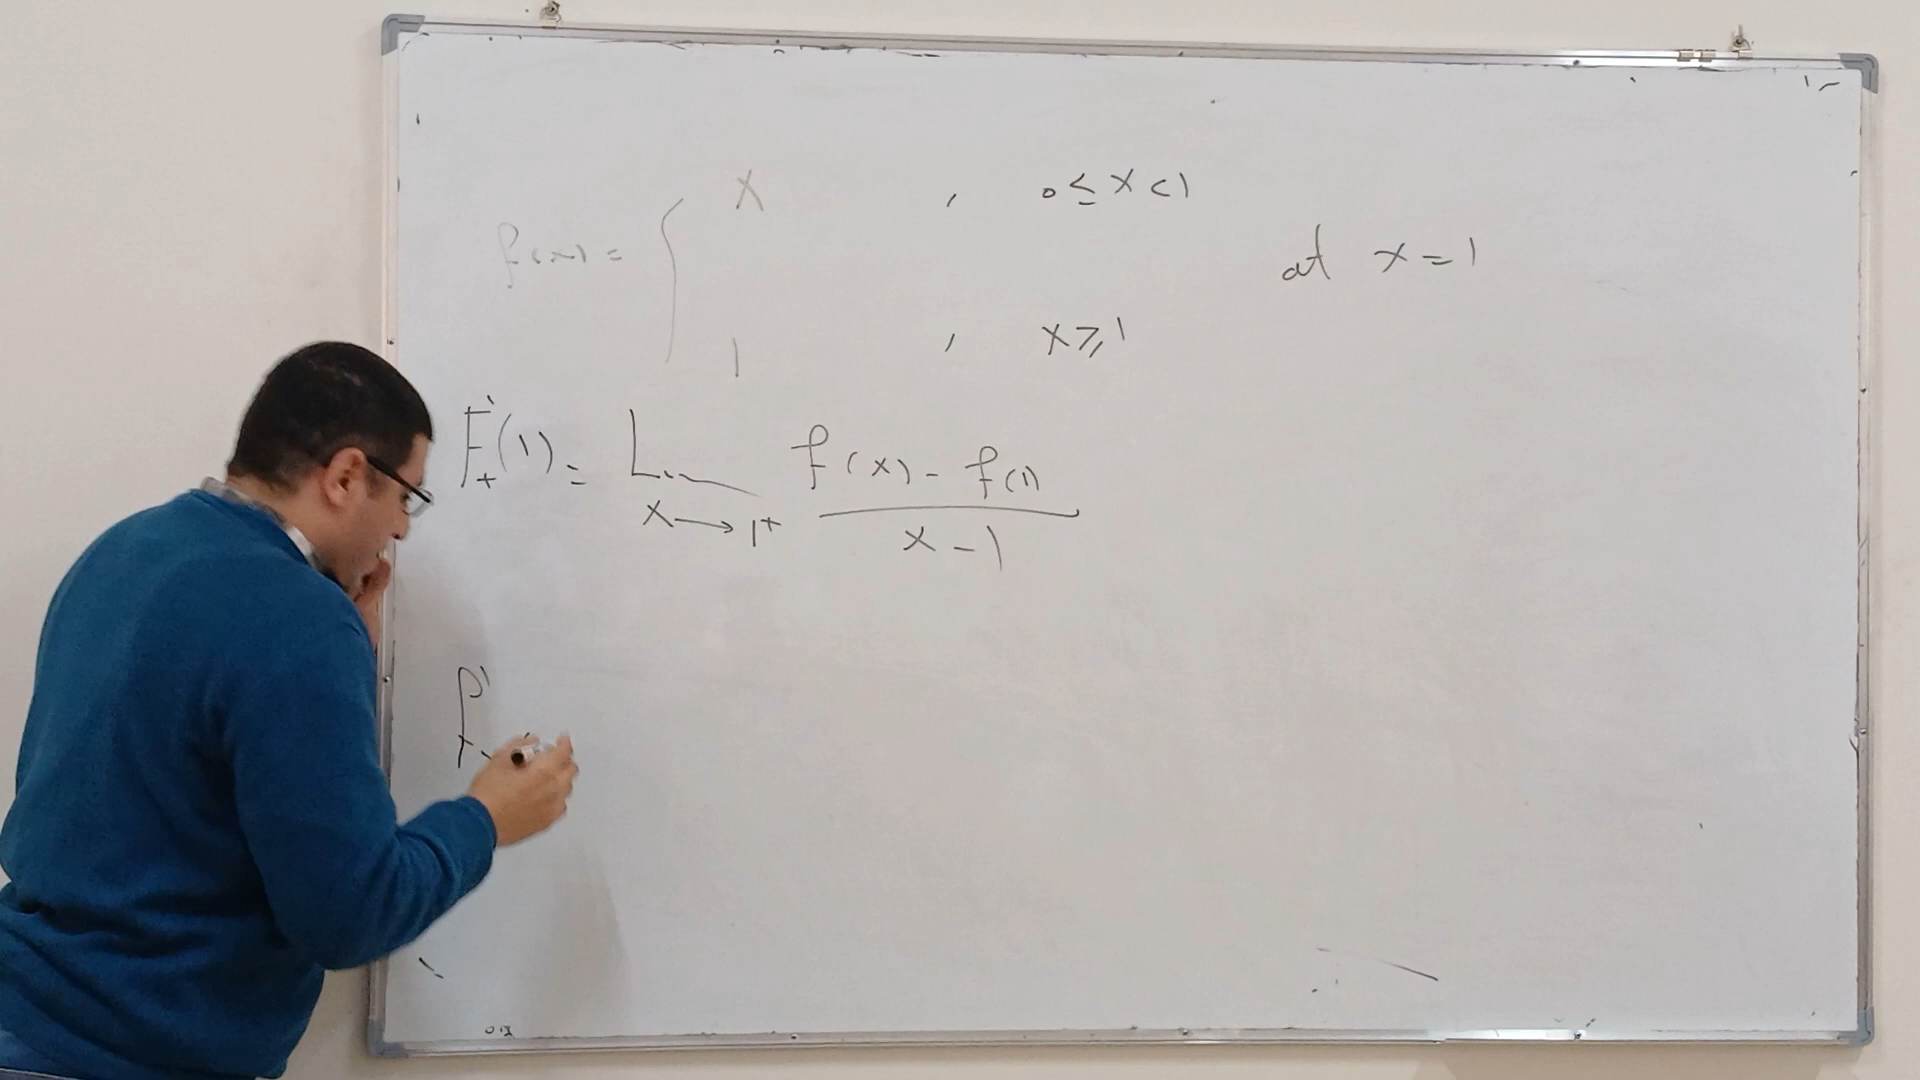 f(x) = { x , 0 ≤ x < 1
at x = 1
1 , x ⩾ 1
F'₊(1) = Lim x→1⁺ (f(x) - f(1)) / (x - 1)
f'₋